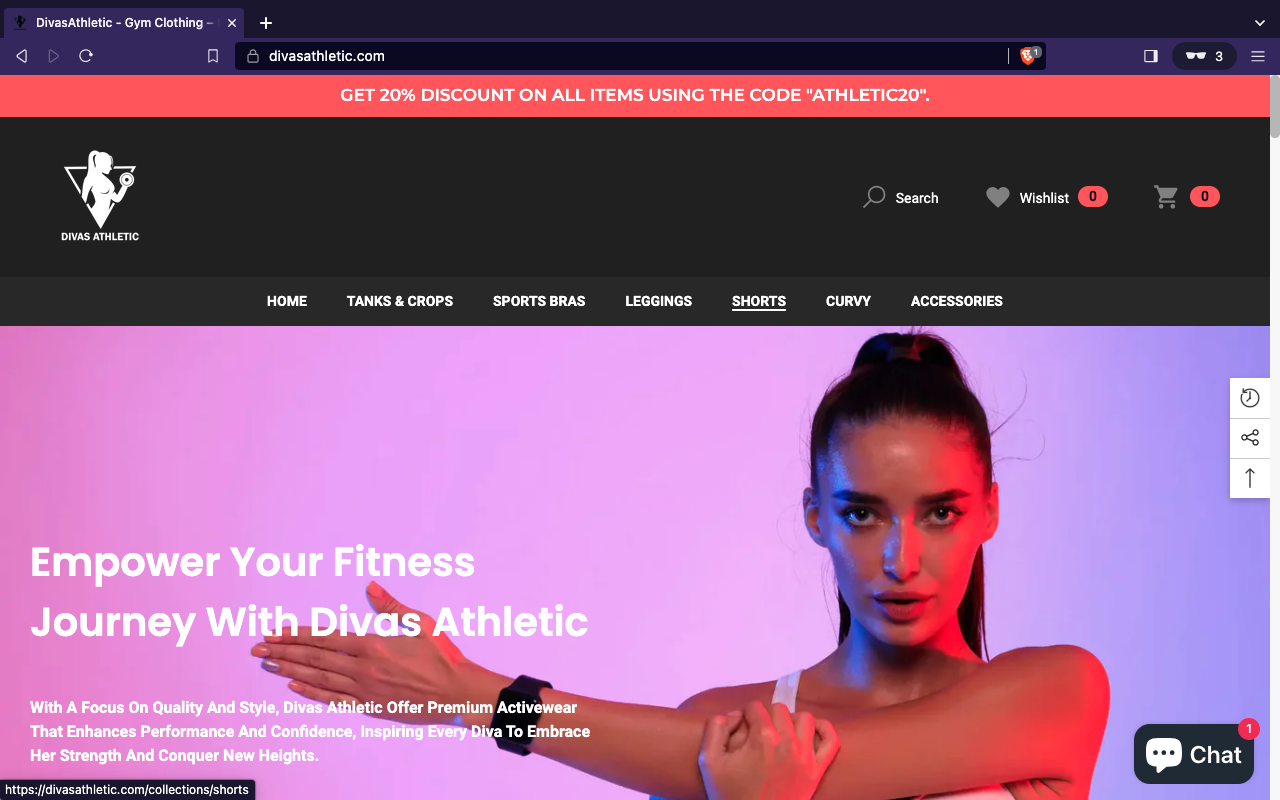 DivasAthletic - Gym Clothing –
divasathletic.com
1
3
GET 20% DISCOUNT ON ALL ITEMS USING THE CODE "ATHLETIC20".
DIVAS ATHLETIC
Search
Wishlist
0
0
HOME
TANKS & CROPS
SPORTS BRAS
LEGGINGS
SHORTS
CURVY
ACCESSORIES
Empower Your Fitness
Journey With Divas Athletic
With A Focus On Quality And Style, Divas Athletic Offer Premium Activewear
That Enhances Performance And Confidence, Inspiring Every Diva To Embrace
Her Strength And Conquer New Heights.
1
Chat
https://divasathletic.com/collections/shorts